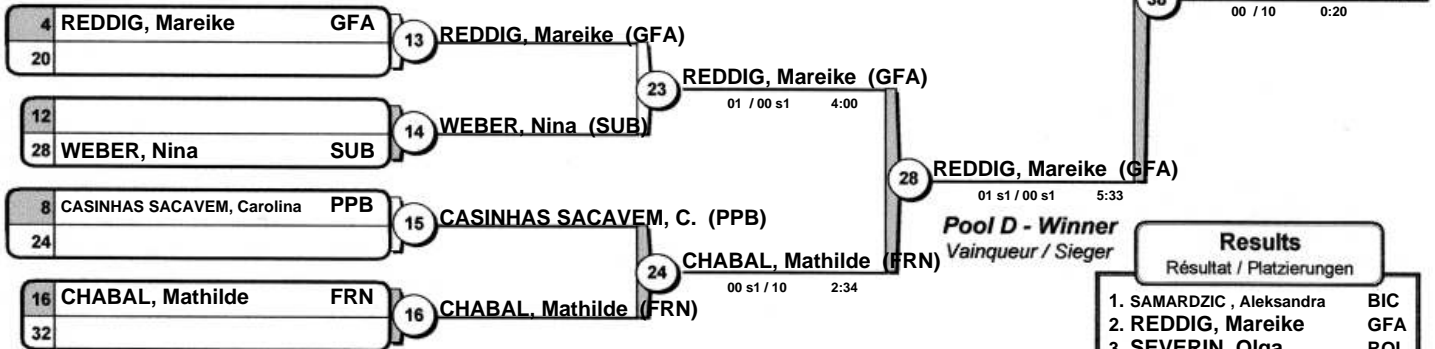 4 REDDIG, Mareike GFA
20
13 REDDIG, Mareike (GFA)
12
28 WEBER, Nina SUB
14 WEBER, Nina (SUB)
23 REDDIG, Mareike (GFA)
01 / 00 s1 4:00
8 CASINHAS SACAVEM, Carolina PPB
24
15 CASINHAS SACAVEM, C. (PPB)
16 CHABAL, Mathilde FRN
32
16 CHABAL, Mathilde (FRN)
24 CHABAL, Mathilde (FRN)
00 s1 / 10 2:34
28 REDDIG, Mareike (GFA)
01 s1 / 00 s1 5:33
Pool D - Winner
Vainqueur / Sieger
00 / 10 0:20
Results
Résultat / Platzierungen
1. SAMARDZIC , Aleksandra BIC
2. REDDIG, Mareike GFA
3. SEVERIN, Olga